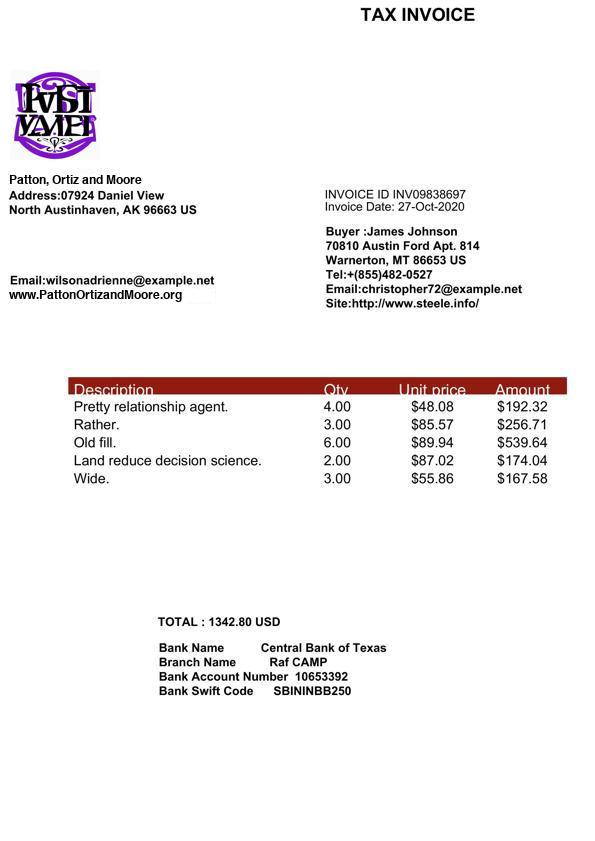 TAX INVOICE
Patton, Ortiz and Moore
Address:07924 Daniel View
North Austinhaven, AK 96663 US
Email:wilsonadrienne@example.net
www.PattonOrtizandMoore.org
INVOICE ID INV09838697
Invoice Date: 27-Oct-2020
Buyer :James Johnson
70810 Austin Ford Apt. 814
Warnerton, MT 86653 US
Tel:+(855)482-0527
Email:christopher72@example.net
Site:http://www.steele.info/
Description Qty Unit price Amount
Pretty relationship agent. 4.00 $48.08 $192.32
Rather. 3.00 $85.57 $256.71
Old fill. 6.00 $89.94 $539.64
Land reduce decision science. 2.00 $87.02 $174.04
Wide. 3.00 $55.86 $167.58
TOTAL : 1342.80 USD
Bank Name Central Bank of Texas
Branch Name Raf CAMP
Bank Account Number 10653392
Bank Swift Code SBININBB250